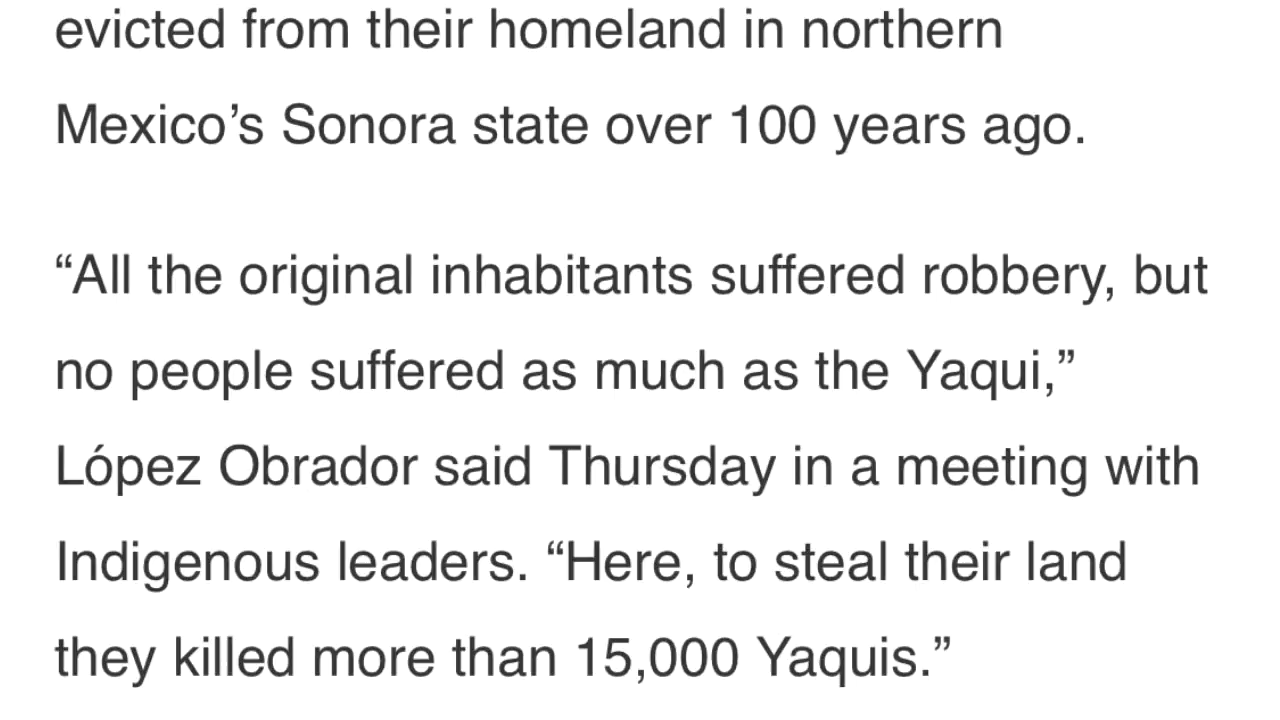 evicted from their homeland in northern
Mexico’s Sonora state over 100 years ago.
“All the original inhabitants suffered robbery, but
no people suffered as much as the Yaqui,”
López Obrador said Thursday in a meeting with
Indigenous leaders. “Here, to steal their land
they killed more than 15,000 Yaquis.”